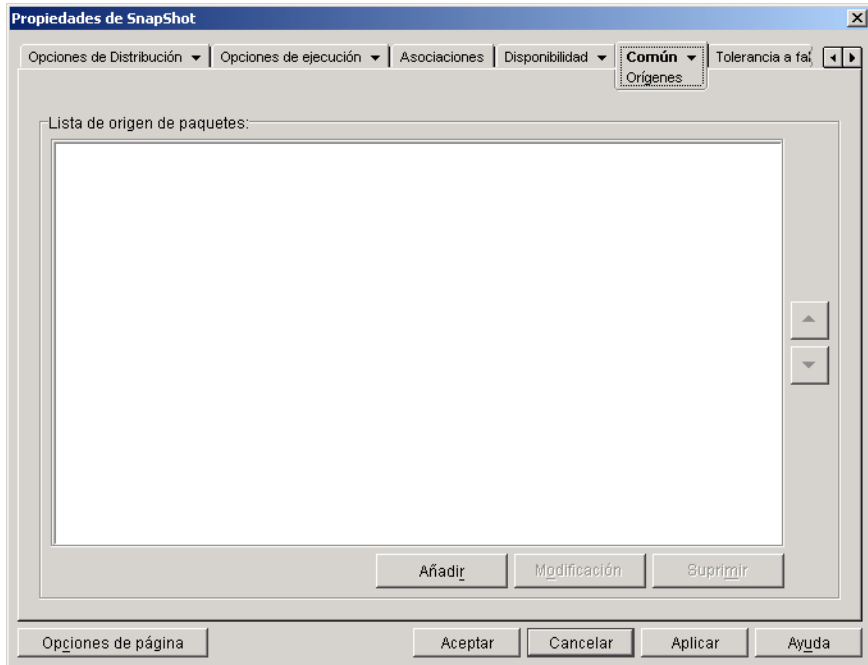 Propiedades de SnapShot
Opciones de Distribución Opciones de ejecución Asociaciones Disponibilidad Común Tolerancia a
Orígenes
Lista de origen de paquetes:
Añadir Modificación Suprimir
Opciones de página Aceptar Cancelar Aplicar Ayuda